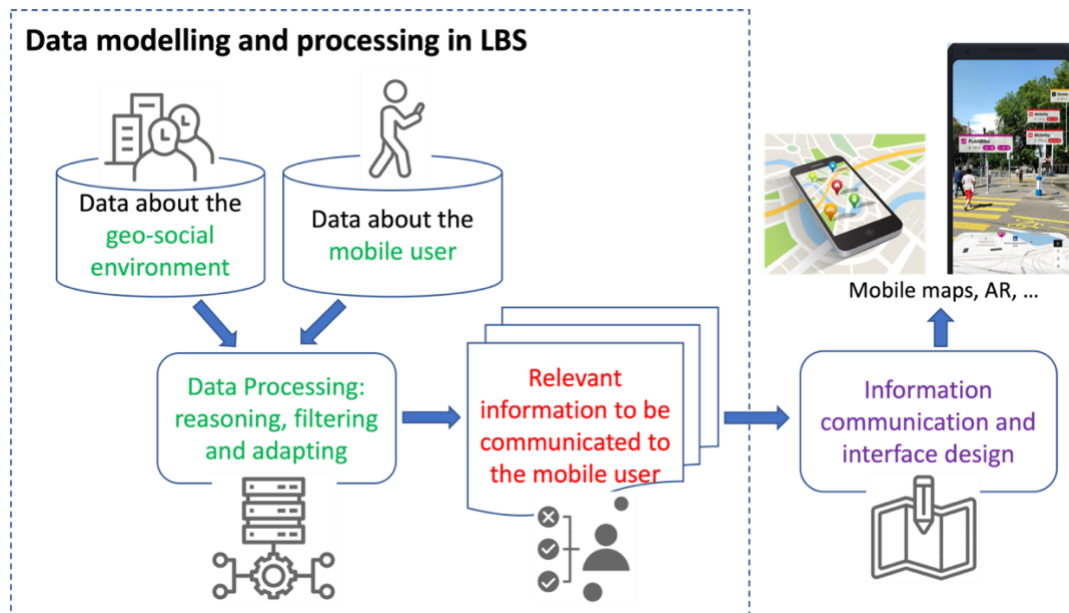 Data modelling and processing in LBS
Data about the
geo-social
environment
Data about the
mobile user
Mobile maps, AR, ...
Data Processing:
reasoning, filtering
and adapting
Relevant
information to be
communicated to
the mobile user
Information
communication and
interface design